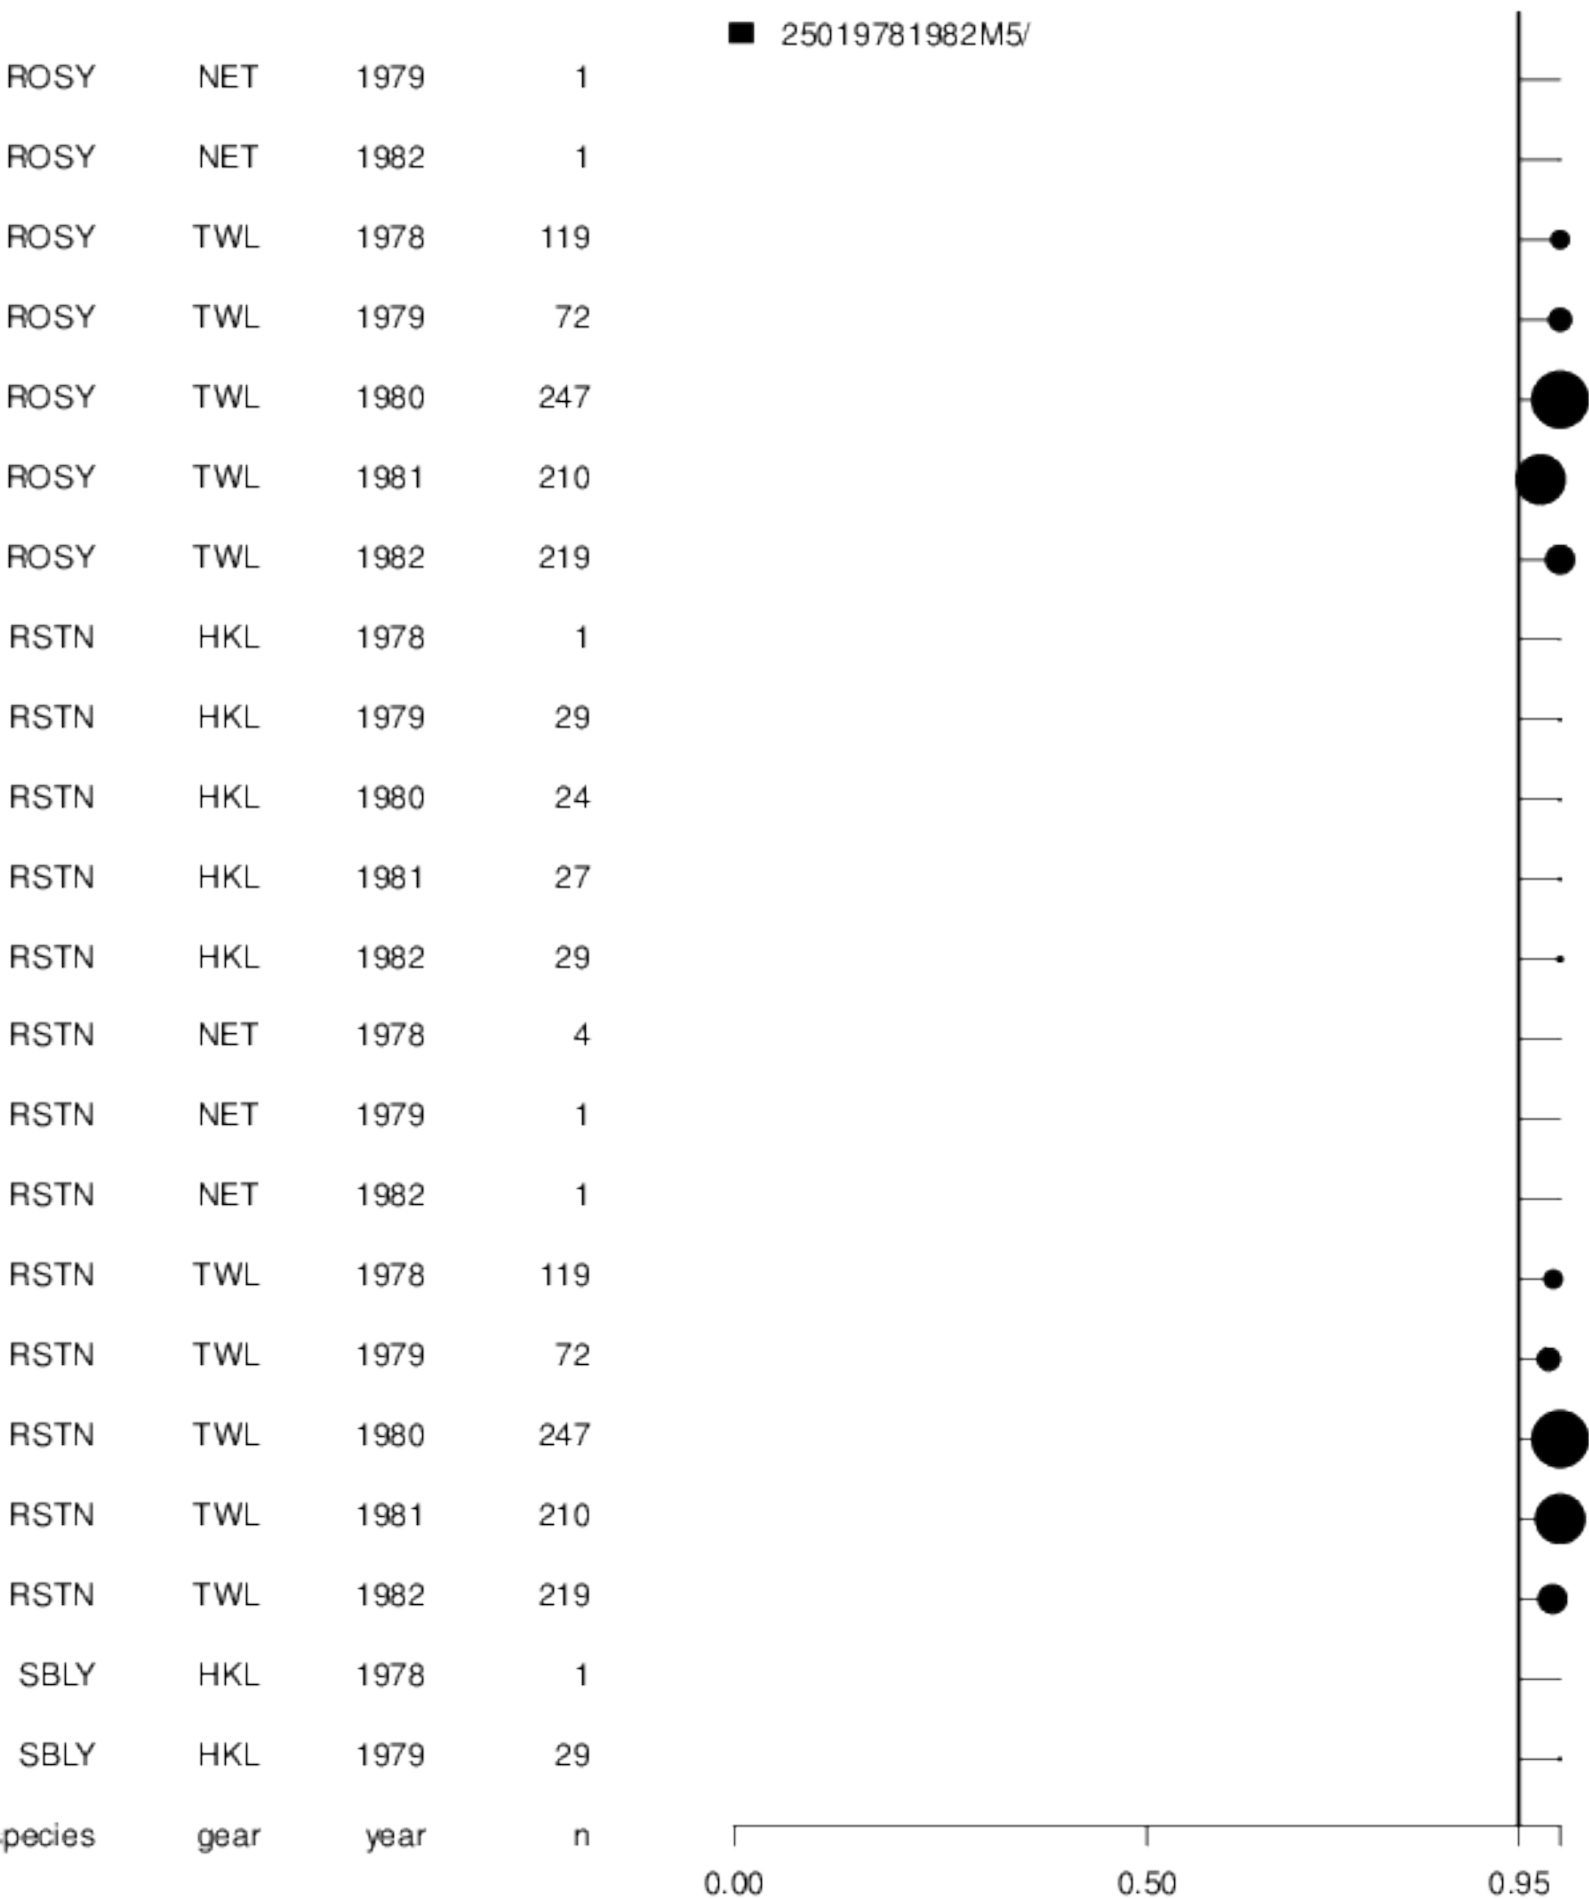 25019781982M5/
ROSY NET 1979 1
ROSY NET 1982 1
ROSY TWL 1978 119
ROSY TWL 1979 72
ROSY TWL 1980 247
ROSY TWL 1981 210
ROSY TWL 1982 219
RSTN HKL 1978 1
RSTN HKL 1979 29
RSTN HKL 1980 24
RSTN HKL 1981 27
RSTN HKL 1982 29
RSTN NET 1978 4
RSTN NET 1979 1
RSTN NET 1982 1
RSTN TWL 1978 119
RSTN TWL 1979 72
RSTN TWL 1980 247
RSTN TWL 1981 210
RSTN TWL 1982 219
SBLY HKL 1978 1
SBLY HKL 1979 29
pecies gear year n
0.00 0.50 0.95